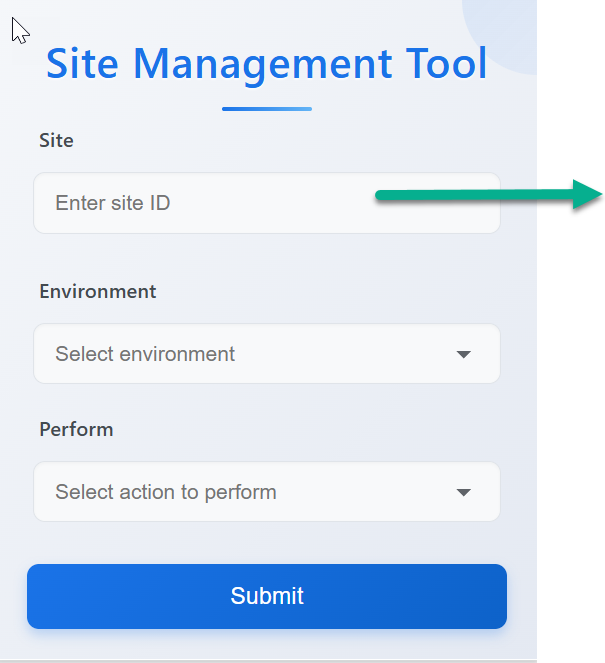 Site Management Tool
Site
Enter site ID
Environment
Select environment
Perform
Select action to perform
Submit